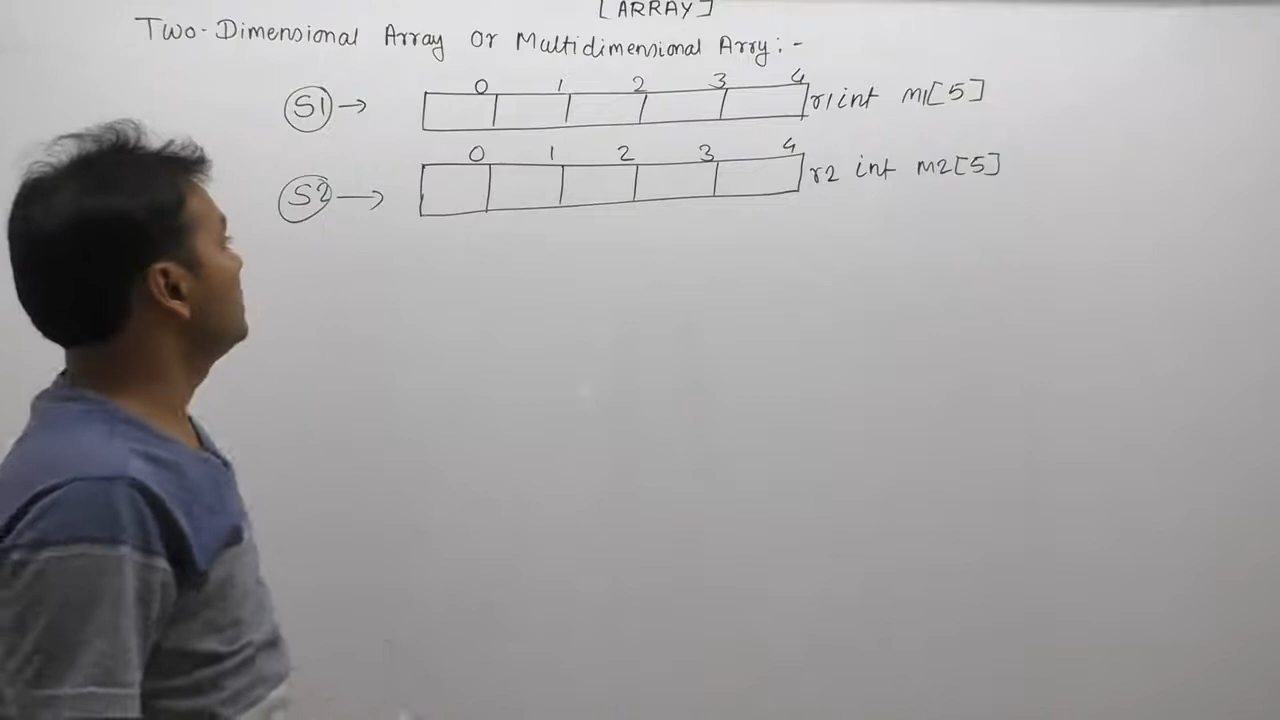 [ARRAY]
Two-Dimensional Array Or Multidimensional Arry:-
0 1 2 3 4
S1 → r1 int m1[5]
0 1 2 3 4
S2 → r2 int m2[5]